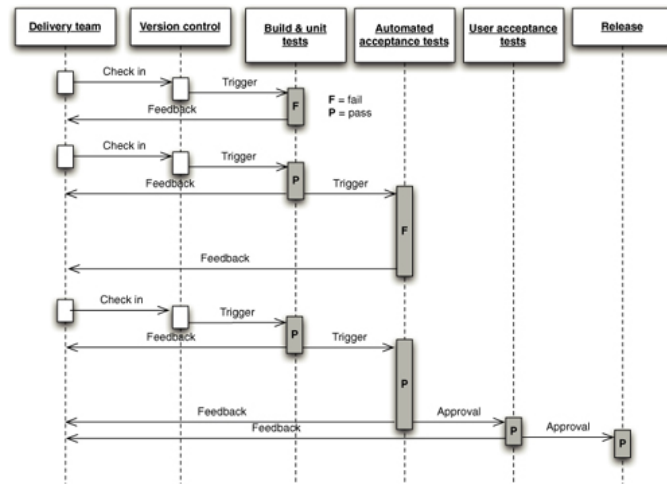 Delivery team
Version control
Build & unit
tests
Automated
acceptance tests
User acceptance
tests
Release
Check in
Trigger
Feedback
F
F = fail
P = pass
Check in
Trigger
Feedback
P
Trigger
F
Feedback
Check in
Trigger
Feedback
P
Trigger
P
Feedback
Approval
Feedback
P
Approval
P